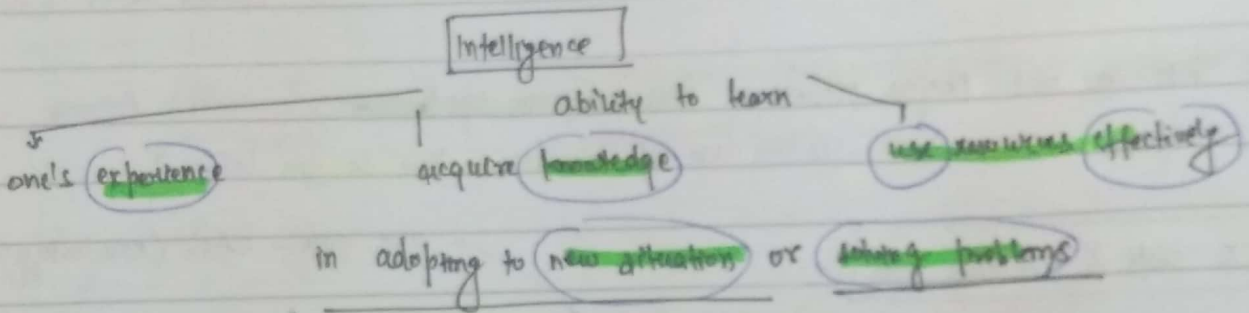 Intelligence
ability to learn
one's experience acquire knowledge use resources effectively
in adopting to new situation or solving problems